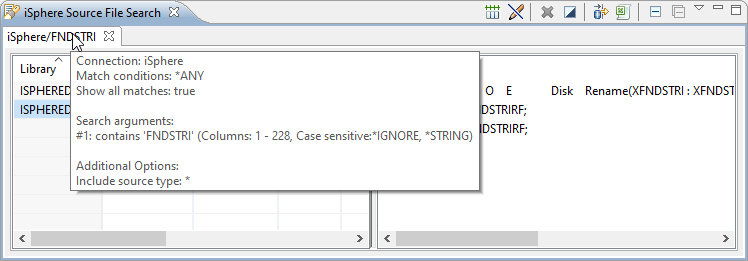 iSphere Source File Search
iSphere/FNDSTRI
Library
Connection: iSphere
Match conditions: *ANY
Show all matches: true
Search arguments:
#1: contains 'FNDSTRI' (Columns: 1 - 228, Case sensitive:*IGNORE, *STRING)
Additional Options:
Include source type: *
ISPHERED
O E Disk Rename(XFNDSTRI : XFNDSTI
ISPHERED
NDSTRIRF;
NDSTRIRF;